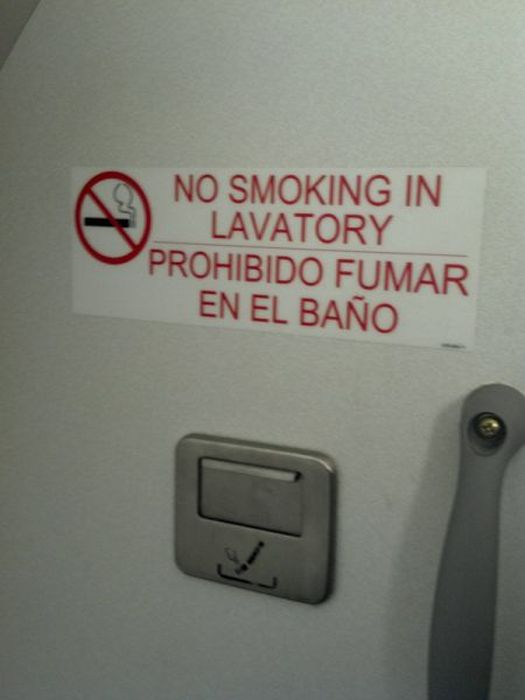 NO SMOKING IN
LAVATORY
PROHIBIDO FUMAR
EN EL BAÑO